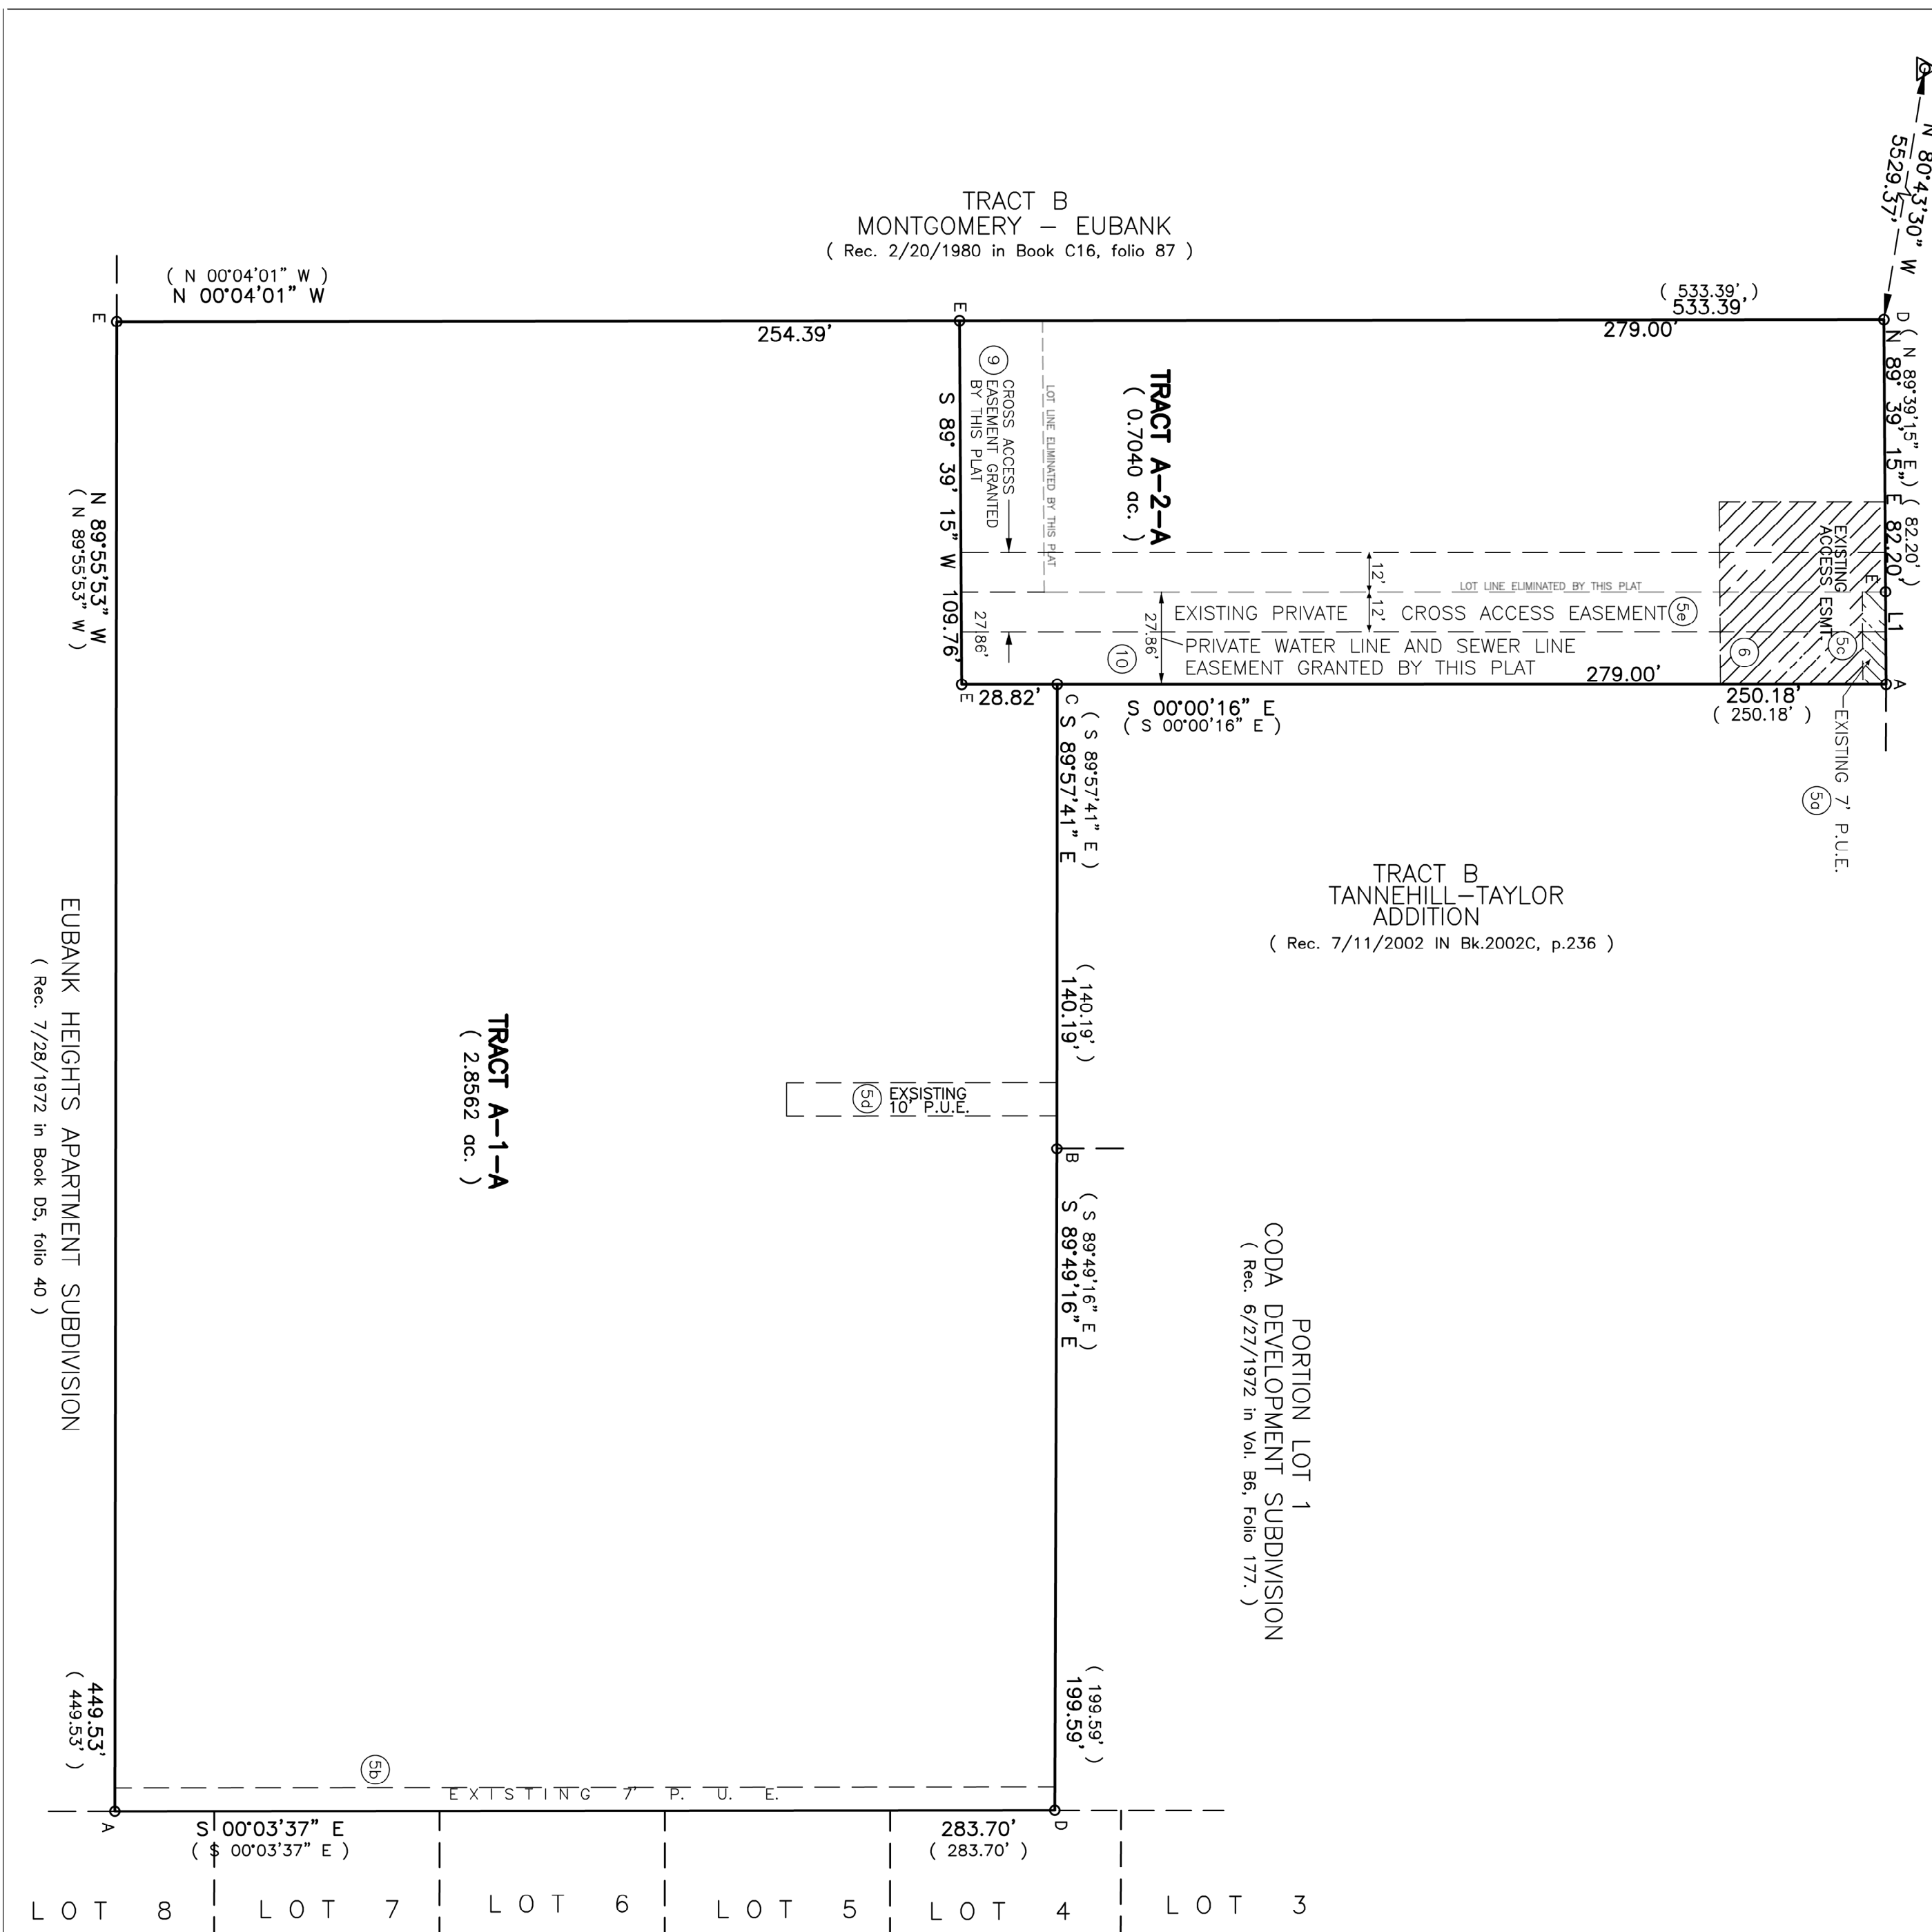 N 80°43'30" W
5529.37'
TRACT B
MONTGOMERY – EUBANK
( Rec. 2/20/1980 in Book C16, folio 87 )
( N 00°04'01" W )
N 00°04'01" W
( 533.39' )
533.39'
254.39'
279.00'
E
E
D
( N 89°39'15" E ) ( 82.20' )
N 89° 39' 15" E 82.20'
E
L1
A
TRACT A-2-A
( 0.7040 ac. )
LOT LINE ELIMINATED BY THIS PLAT
9
CROSS ACCESS
EASEMENT GRANTED
BY THIS PLAT
S 89° 39' 15" W 109.76'
EXISTING
ACCESS ESMT
5c
6
12'
12'
LOT LINE ELIMINATED BY THIS PLAT
EXISTING PRIVATE CROSS ACCESS EASEMENT
5e
27.86'
27.86'
PRIVATE WATER LINE AND SEWER LINE
EASEMENT GRANTED BY THIS PLAT
10
279.00'
E
28.82'
C
S 00°00'16" E
( S 00°00'16" E )
250.18'
( 250.18' )
EXISTING 7' P.U.E.
5a
N 89°55'53" W
( N 89°55'53" W )
( S 89°57'41" E )
S 89°57'41" E
TRACT B
TANNEHILL–TAYLOR
ADDITION
( Rec. 7/11/2002 IN Bk.2002C, p.236 )
( 140.19' )
140.19'
EUBANK HEIGHTS APARTMENT SUBDIVISION
( Rec. 7/28/1972 in Book D5, folio 40 )
TRACT A-1-A
( 2.8562 ac. )
5d
EXSISTING
10' P.U.E.
B
( S 89°49'16" E )
S 89°49'16" E
PORTION LOT 1
CODA DEVELOPMENT SUBDIVISION
( Rec. 6/27/1972 in Vol. B6, Folio 177. )
( 199.59' )
199.59'
449.53'
( 449.53' )
5b
EXISTING 7' P. U. E.
A
S 00°03'37" E
( S 00°03'37" E )
283.70'
( 283.70' )
D
LOT 8
LOT 7
LOT 6
LOT 5
LOT 4
LOT 3